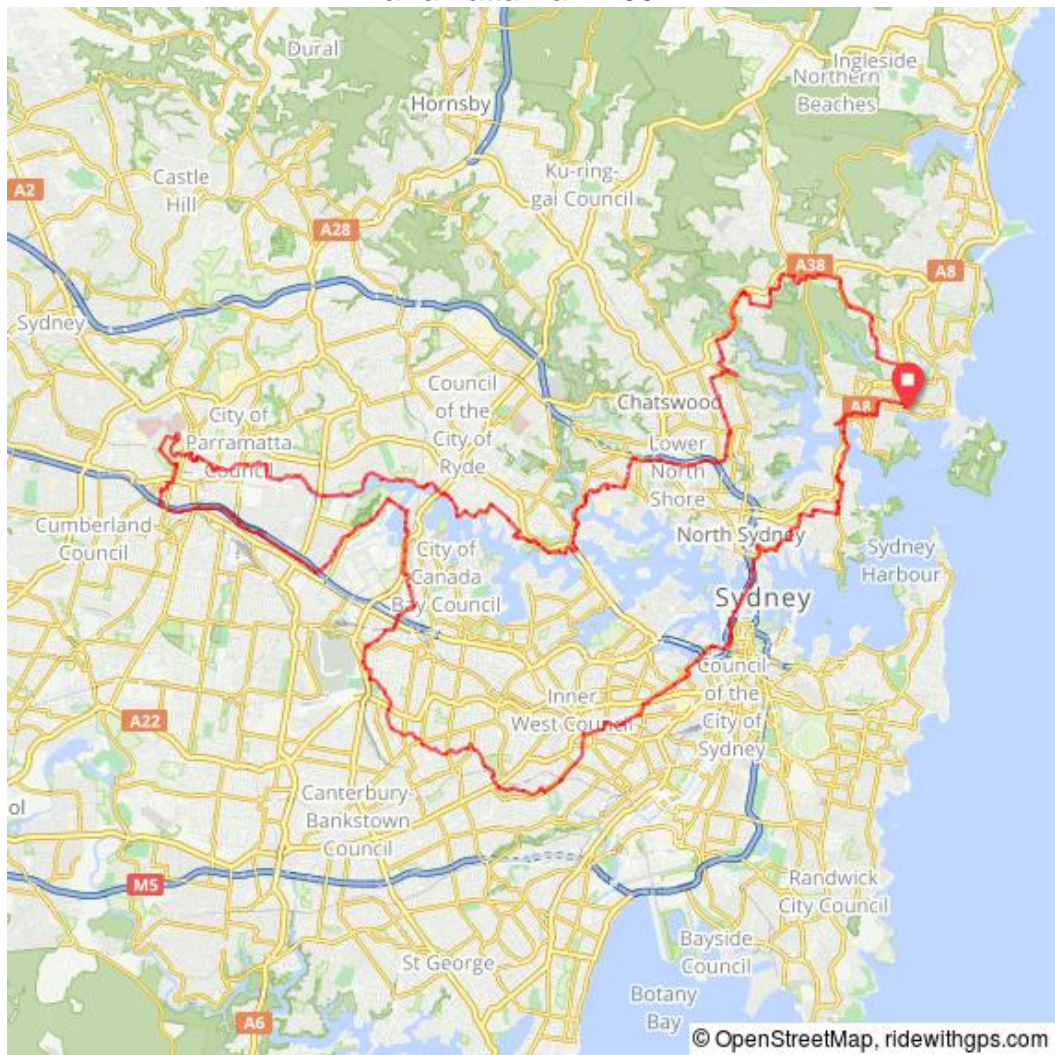 Dural
Ingleside
Northern
Beaches
Hornsby
Ku-ring-
gai Council
Castle
Hill
A2
A28
A38
A8
Sydney
Council
of the
City of
Ryde
Chatswood
A8
City of
Parramatta
Council
Lower
North
Shore
Cumberland
Council
City of
Canada
Bay Council
North Sydney
Sydney
Harbour
Sydney
Council
of the
City of
Sydney
Inner
West Council
A22
Canterbury-
Bankstown
Council
ol
M5
Randwick
City Council
Bayside
Council
St George
Botany
Bay
A6
© OpenStreetMap, ridewithgps.com